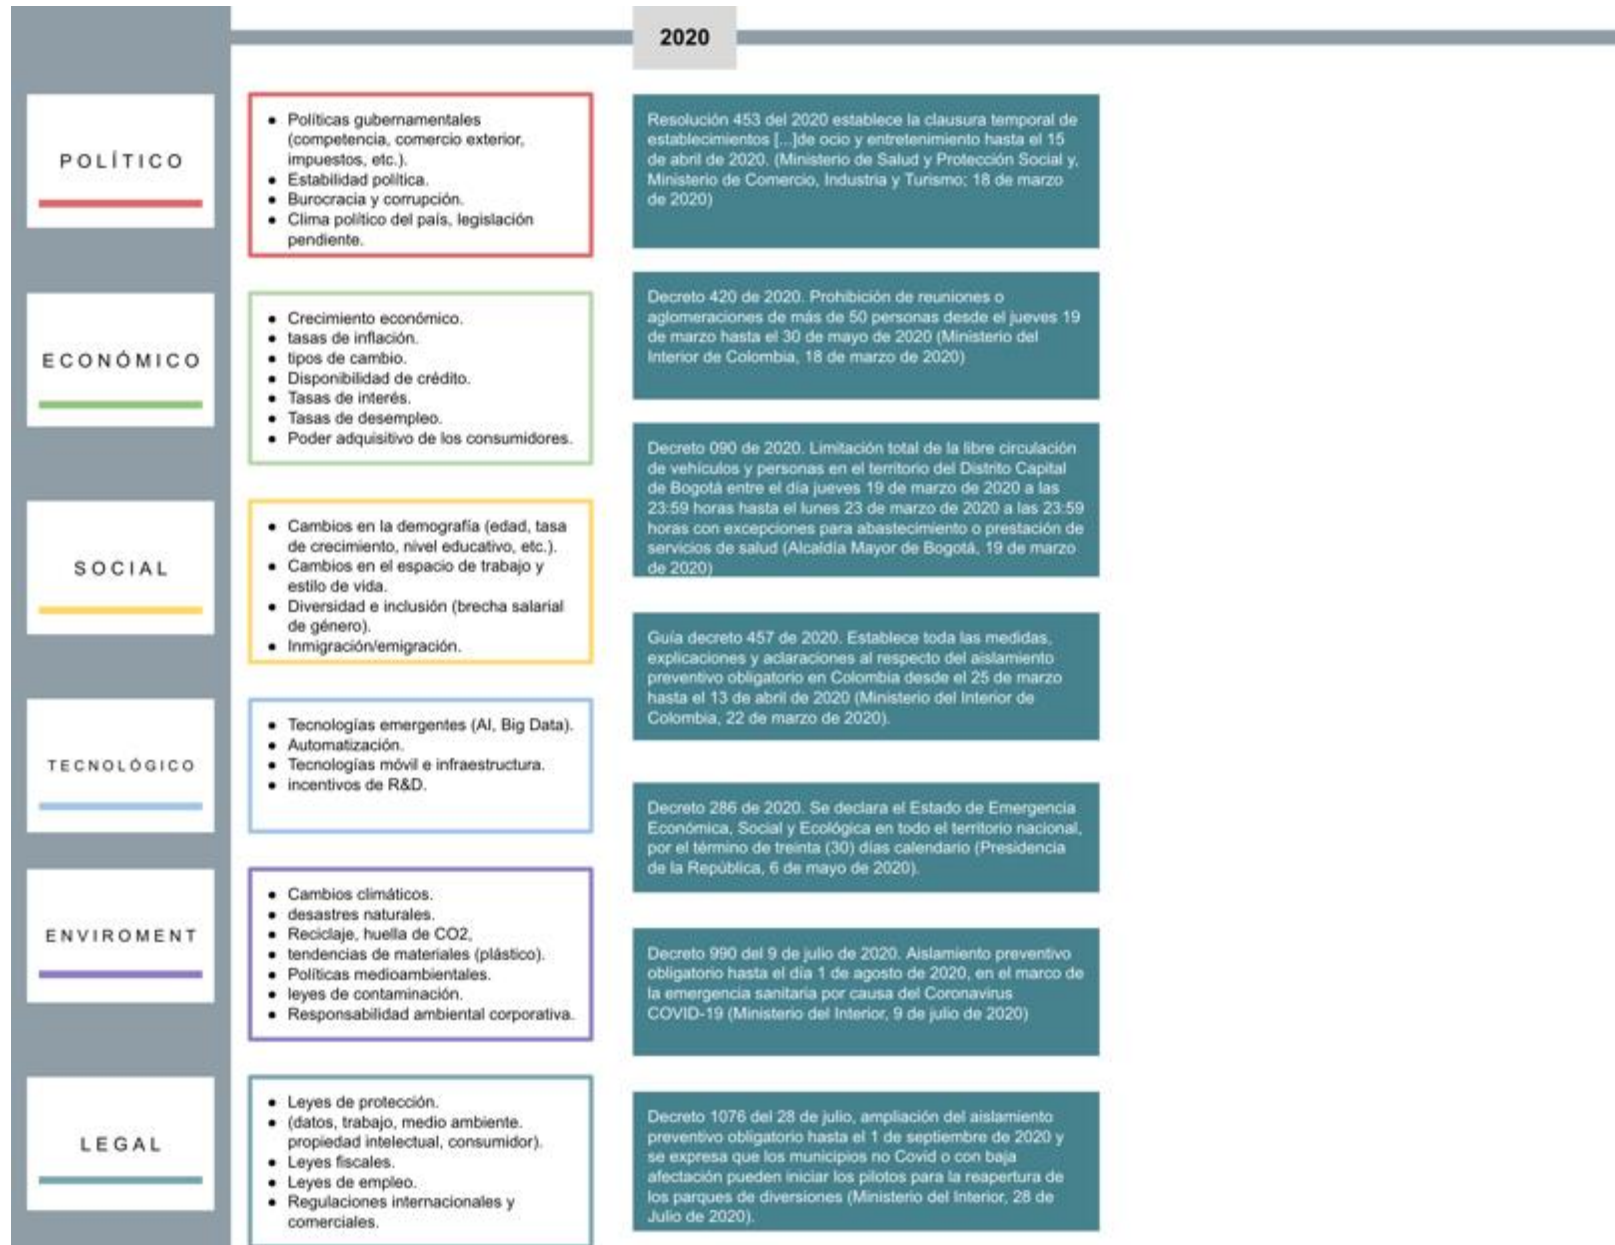 2020
POLÍTICO
● Políticas gubernamentales
(competencia, comercio exterior,
impuestos, etc.).
● Estabilidad política.
● Burocracia y corrupción.
● Clima político del país, legislación
pendiente.
Resolución 453 del 2020 establece la clausura temporal de
establecimientos [...]de ocio y entretenimiento hasta el 15
de abril de 2020. (Ministerio de Salud y Protección Social y,
Ministerio de Comercio, Industria y Turismo; 18 de marzo
de 2020)
ECONÓMICO
● Crecimiento económico.
● tasas de inflación.
● tipos de cambio.
● Disponibilidad de crédito.
● Tasas de interés.
● Tasas de desempleo.
● Poder adquisitivo de los consumidores.
Decreto 420 de 2020. Prohibición de reuniones o
aglomeraciones de más de 50 personas desde el jueves 19
de marzo hasta el 30 de mayo de 2020 (Ministerio del
Interior de Colombia, 18 de marzo de 2020)
Decreto 090 de 2020. Limitación total de la libre circulación
de vehículos y personas en el territorio del Distrito Capital
de Bogotá entre el día jueves 19 de marzo de 2020 a las
23:59 horas hasta el lunes 23 de marzo de 2020 a las 23:59
horas con excepciones para abastecimiento o prestación de
servicios de salud (Alcaldía Mayor de Bogotá, 19 de marzo
de 2020)
SOCIAL
● Cambios en la demografía (edad, tasa
de crecimiento, nivel educativo, etc.).
● Cambios en el espacio de trabajo y
estilo de vida.
● Diversidad e inclusión (brecha salarial
de género).
● Inmigración/emigración.
Guía decreto 457 de 2020. Establece toda las medidas,
explicaciones y aclaraciones al respecto del aislamiento
preventivo obligatorio en Colombia desde el 25 de marzo
hasta el 13 de abril de 2020 (Ministerio del Interior de
Colombia, 22 de marzo de 2020).
TECNOLÓGICO
● Tecnologías emergentes (AI, Big Data).
● Automatización.
● Tecnologías móvil e infraestructura.
● incentivos de R&D.
Decreto 286 de 2020. Se declara el Estado de Emergencia
Económica, Social y Ecológica en todo el territorio nacional,
por el término de treinta (30) días calendario (Presidencia
de la República, 6 de mayo de 2020).
ENVIROMENT
● Cambios climáticos.
● desastres naturales.
● Reciclaje, huella de CO2,
● tendencias de materiales (plástico).
● Políticas medioambientales.
● leyes de contaminación.
● Responsabilidad ambiental corporativa.
Decreto 990 del 9 de julio de 2020. Aislamiento preventivo
obligatorio hasta el día 1 de agosto de 2020, en el marco de
la emergencia sanitaria por causa del Coronavirus
COVID-19 (Ministerio del Interior, 9 de julio de 2020)
LEGAL
● Leyes de protección.
● (datos, trabajo, medio ambiente.
propiedad intelectual, consumidor).
● Leyes fiscales.
● Leyes de empleo.
● Regulaciones internacionales y
comerciales.
Decreto 1076 del 28 de julio, ampliación del aislamiento
preventivo obligatorio hasta el 1 de septiembre de 2020 y
se expresa que los municipios no Covid o con baja
afectación pueden iniciar los pilotos para la reapertura de
los parques de diversiones (Ministerio del Interior, 28 de
Julio de 2020).